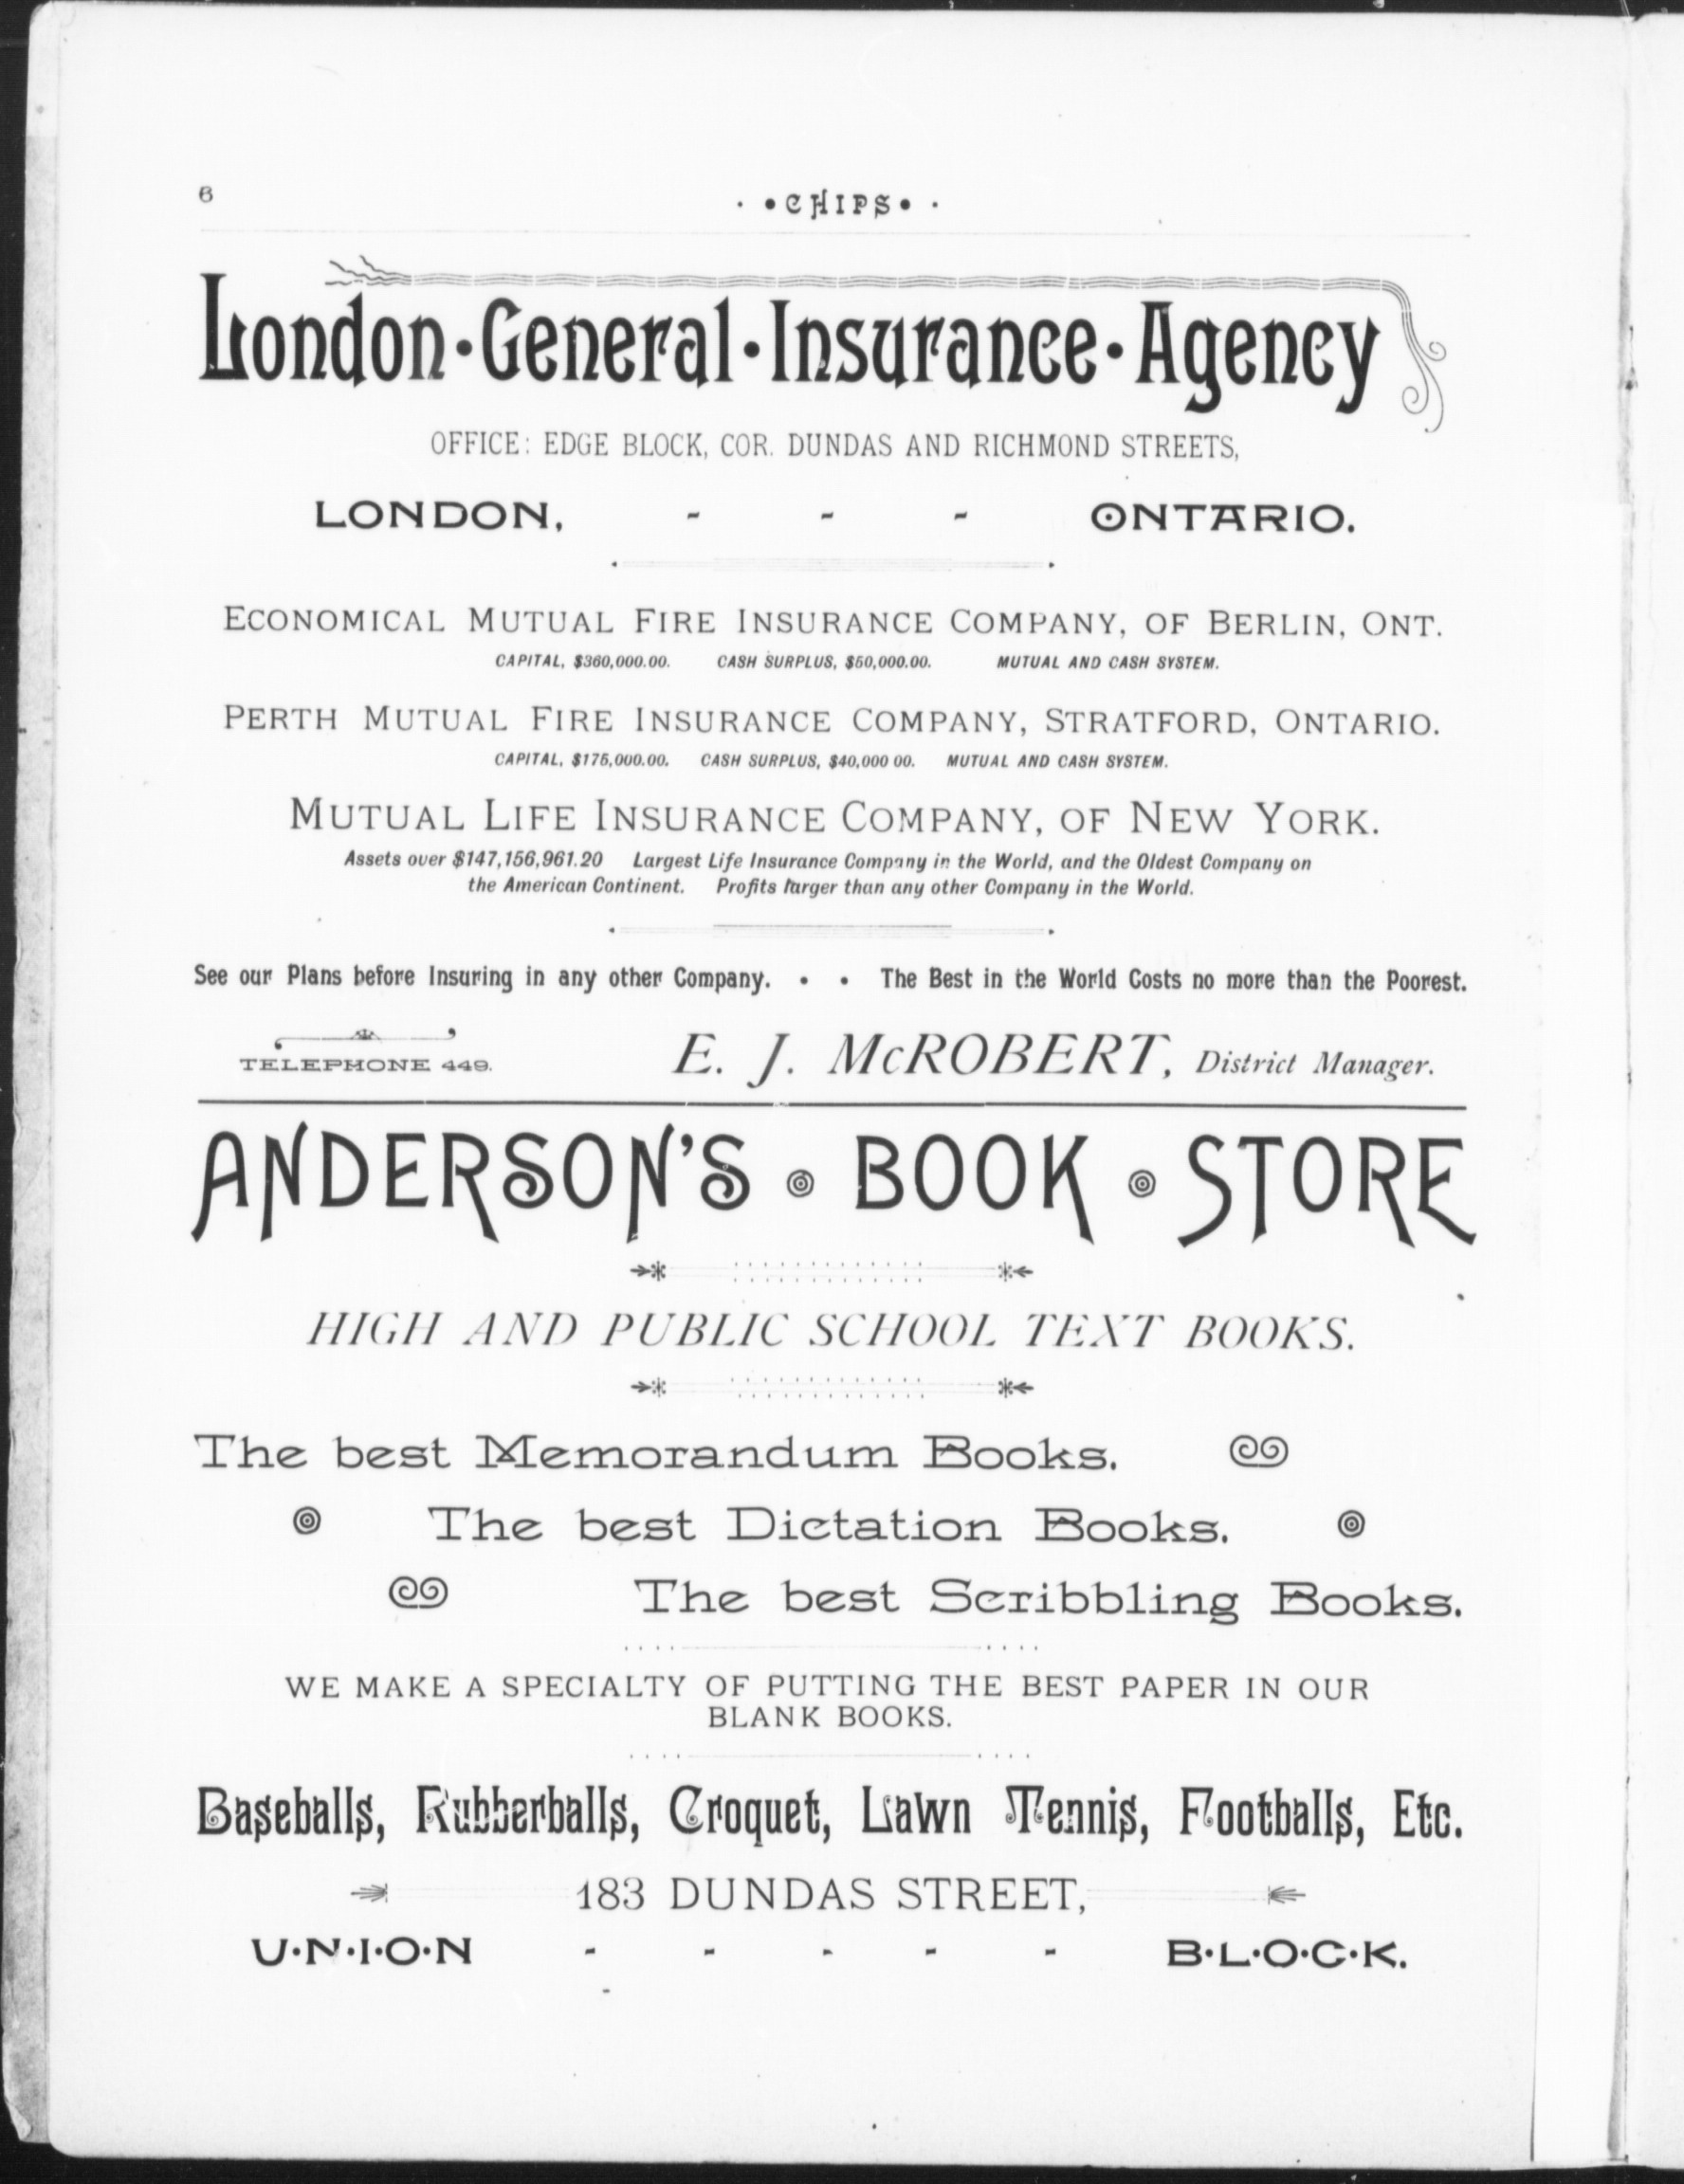 6
· •CHIPS• ·
London·General·Insurance·Agency
OFFICE: EDGE BLOCK, COR. DUNDAS AND RICHMOND STREETS,
LONDON, - - - ONTARIO.
ECONOMICAL MUTUAL FIRE INSURANCE COMPANY, OF BERLIN, ONT.
CAPITAL, $360,000.00. CASH SURPLUS, $50,000.00. MUTUAL AND CASH SYSTEM.
PERTH MUTUAL FIRE INSURANCE COMPANY, STRATFORD, ONTARIO.
CAPITAL, $175,000.00. CASH SURPLUS, $40,000 00. MUTUAL AND CASH SYSTEM.
MUTUAL LIFE INSURANCE COMPANY, OF NEW YORK.
Assets over $147,156,961.20 Largest Life Insurance Company in the World, and the Oldest Company on
the American Continent. Profits larger than any other Company in the World.
See our Plans before Insuring in any other Company. • • The Best in the World Costs no more than the Poorest.
TELEPHONE 449. E. J. McROBERT, District Manager.
ANDERSON'S BOOK STORE
HIGH AND PUBLIC SCHOOL TEXT BOOKS.
The best Memorandum Books.
The best Dictation Books.
The best Scribbling Books.
WE MAKE A SPECIALTY OF PUTTING THE BEST PAPER IN OUR
BLANK BOOKS.
Baseballs, Rubberballs, Croquet, Lawn Tennis, Footballs, Etc.
183 DUNDAS STREET,
U·N·I·O·N - - - - - B·L·O·C·K.